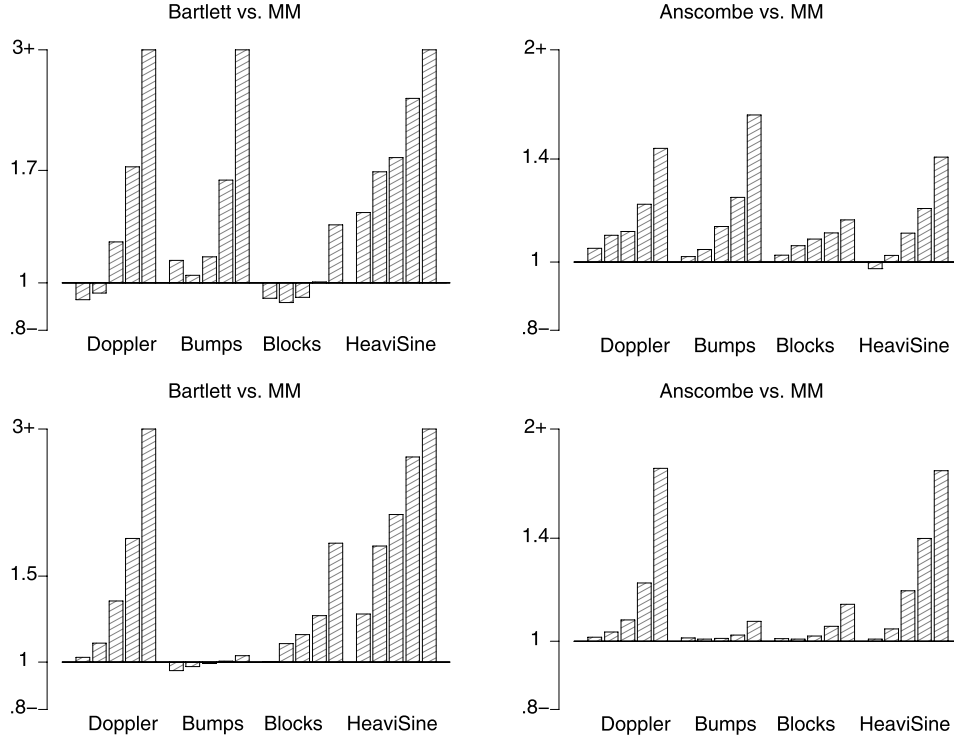 Bartlett vs. MM
3+
1.7
1
.8
Doppler Bumps Blocks HeaviSine
Anscombe vs. MM
2+
1.4
1
.8
Doppler Bumps Blocks HeaviSine
Bartlett vs. MM
3+
1.5
1
.8
Doppler Bumps Blocks HeaviSine
Anscombe vs. MM
2+
1.4
1
.8
Doppler Bumps Blocks HeaviSine